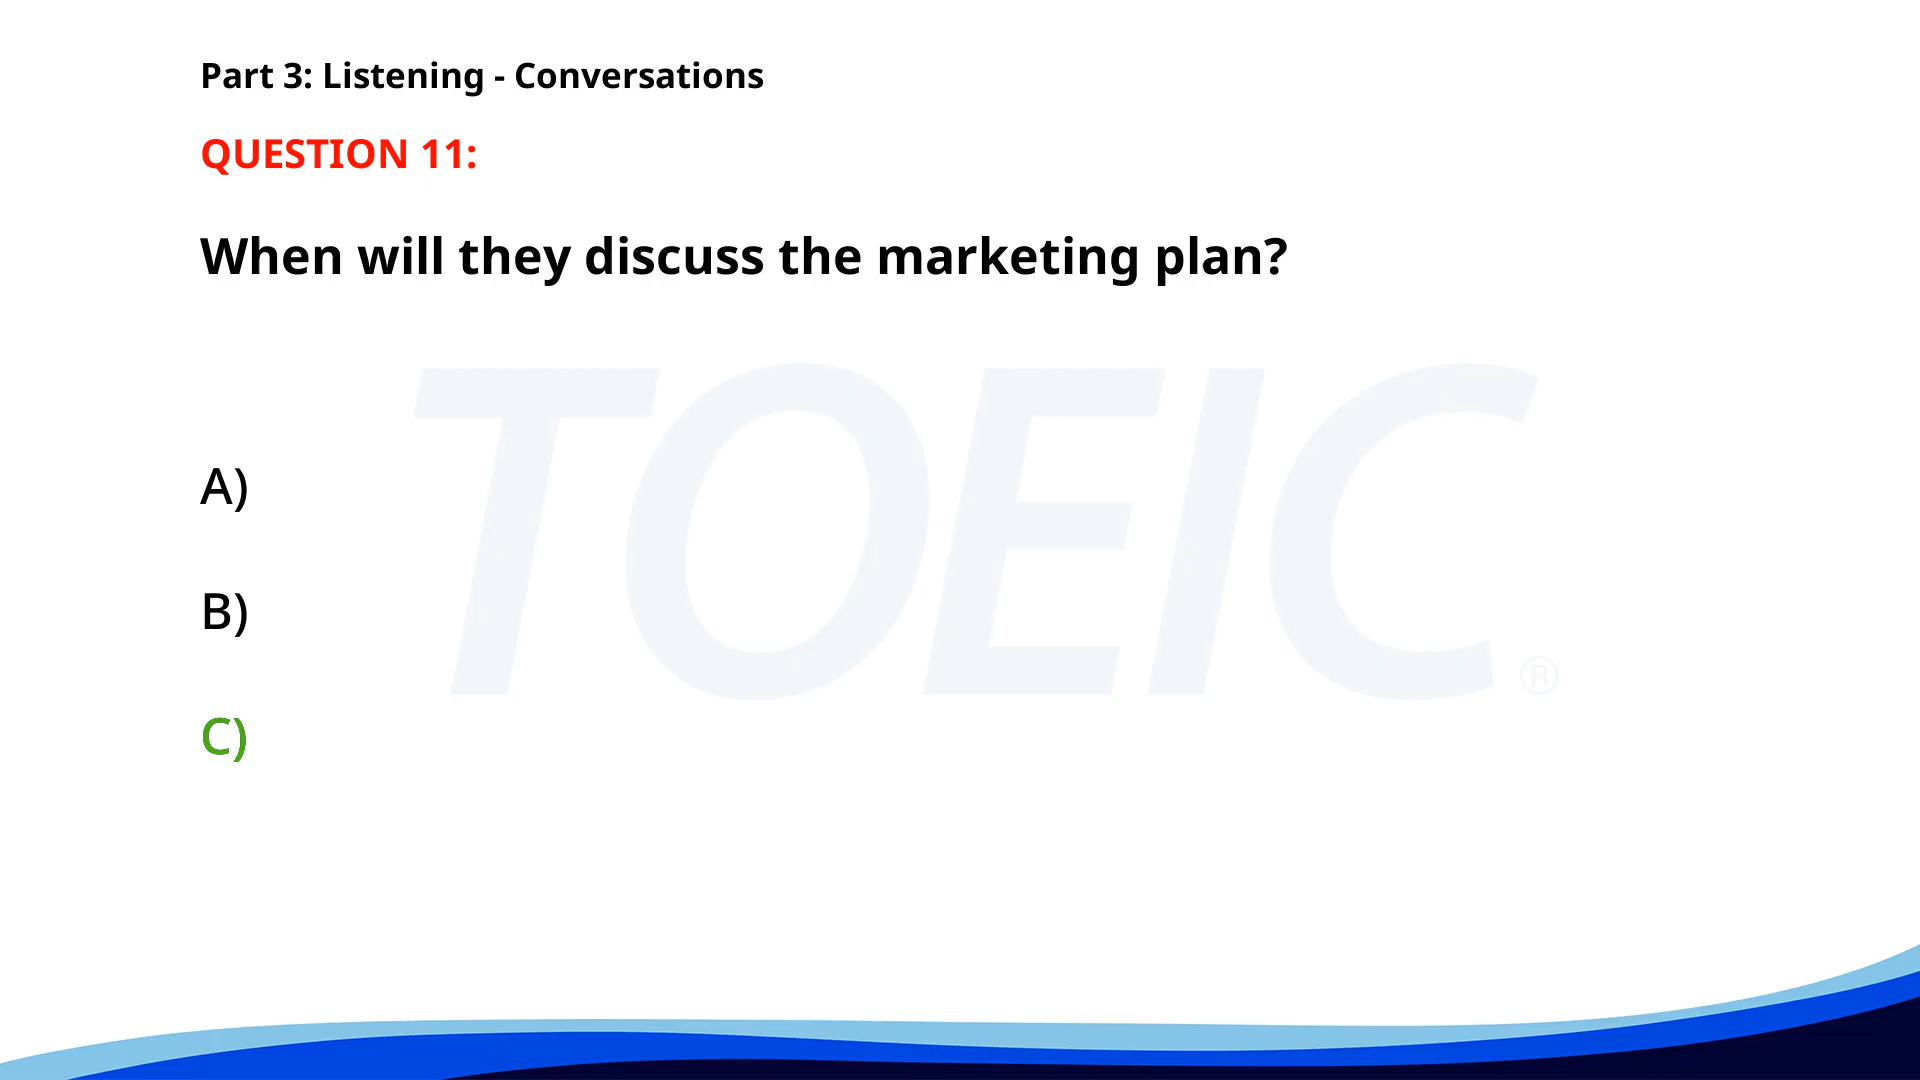 Part 3: Listening - Conversations
QUESTION 11:
When will they discuss the marketing plan?
TOEIC®
A)
B)
C)